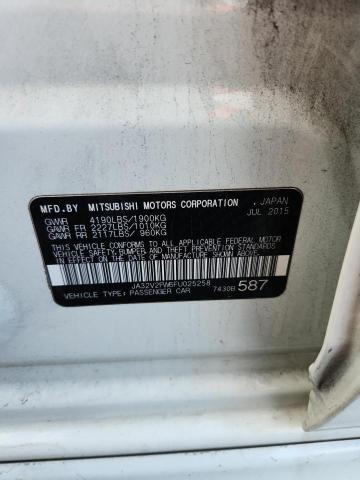 MFD.BY MITSUBISHI MOTORS CORPORATION , JAPAN
GVWR 4190LBS/1900KG JUL 2015
GAWR FR 2227LBS/1010KG
GAWR RR 2117LBS/ 960KG
THIS VEHICLE CONFORMS TO ALL APPLICABLE FEDERAL MOTOR
VEHICLE SAFETY, BUMPER AND THEFT PREVENTION STANDARDS
IN EFFECT ON THE DATE OF MANUFACTURE SHOWN ABOVE.
JA32V2FW6FU025258
VEHICLE TYPE: PASSENGER CAR 7430B 587